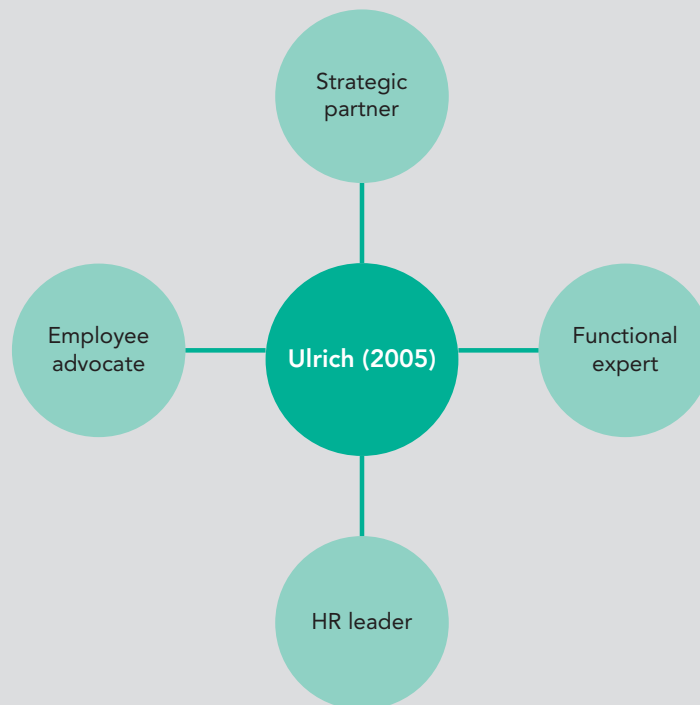 Strategic
partner
Employee
advocate
Ulrich (2005)
Functional
expert
HR leader